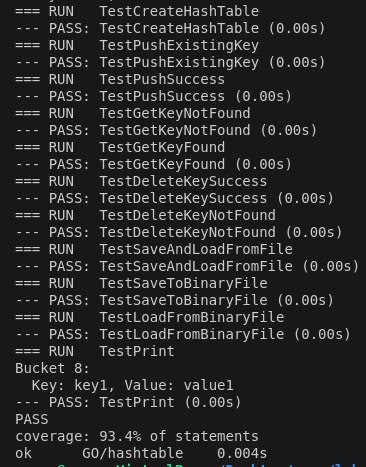 === RUN   TestCreateHashTable
--- PASS: TestCreateHashTable (0.00s)
=== RUN   TestPushExistingKey
--- PASS: TestPushExistingKey (0.00s)
=== RUN   TestPushSuccess
--- PASS: TestPushSuccess (0.00s)
=== RUN   TestGetKeyNotFound
--- PASS: TestGetKeyNotFound (0.00s)
=== RUN   TestGetKeyFound
--- PASS: TestGetKeyFound (0.00s)
=== RUN   TestDeleteKeySuccess
--- PASS: TestDeleteKeySuccess (0.00s)
=== RUN   TestDeleteKeyNotFound
--- PASS: TestDeleteKeyNotFound (0.00s)
=== RUN   TestSaveAndLoadFromFile
--- PASS: TestSaveAndLoadFromFile (0.00s)
=== RUN   TestSaveToBinaryFile
--- PASS: TestSaveToBinaryFile (0.00s)
=== RUN   TestLoadFromBinaryFile
--- PASS: TestLoadFromBinaryFile (0.00s)
=== RUN   TestPrint
Bucket 8:
  Key: key1, Value: value1
--- PASS: TestPrint (0.00s)
PASS
coverage: 93.4% of statements
ok      GO/hashtable    0.004s